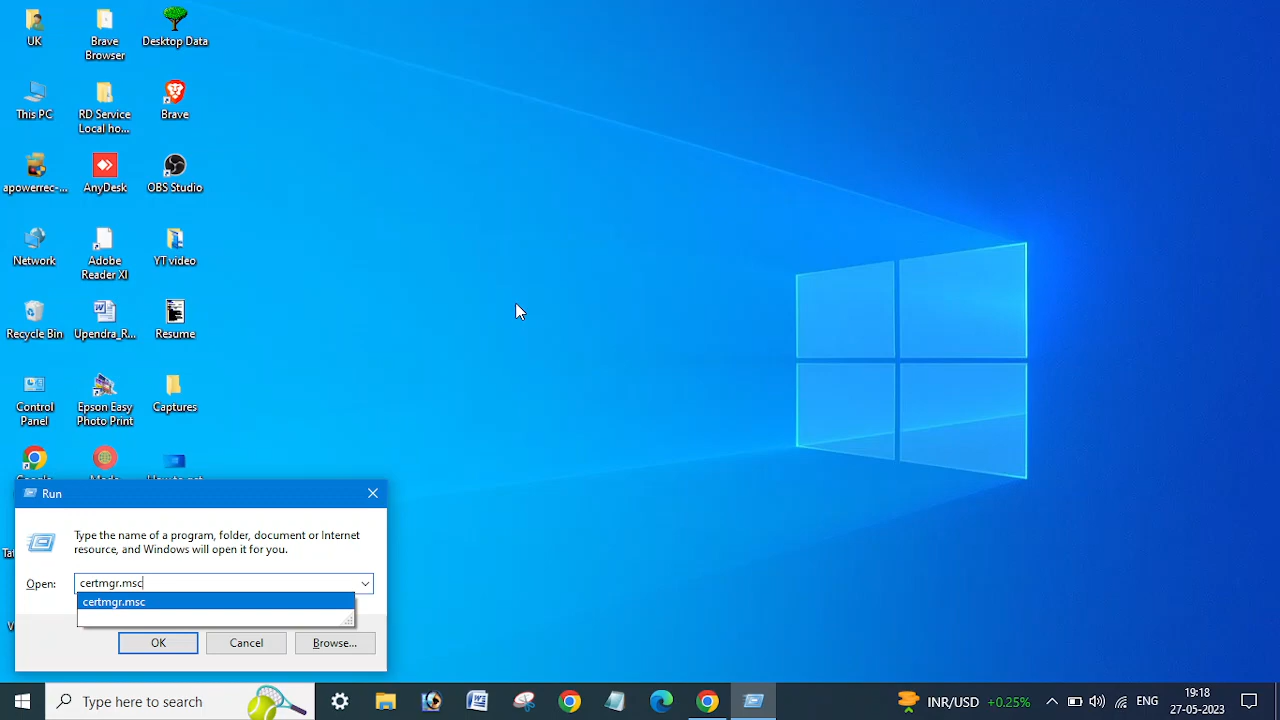 UK
Brave
Browser
Desktop Data
This PC
RD Service
Local ho...
Brave
apowerrec-...
AnyDesk
OBS Studio
Network
Adobe
Reader XI
YT video
Recycle Bin
Upendra_R...
Resume
Control
Panel
Epson Easy
Photo Print
Captures
Run
Type the name of a program, folder, document or Internet
resource, and Windows will open it for you.
Open:
certmgr.msc
certmgr.msc
OK
Cancel
Browse...
Type here to search
INR/USD +0.25%
ENG
19:18
27-05-2023